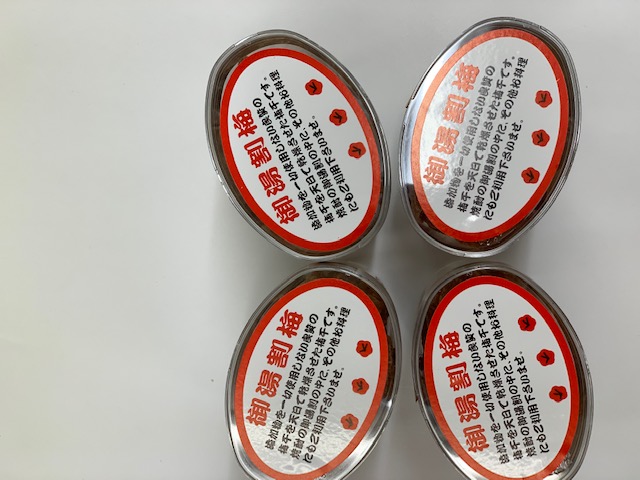 御湯割梅
添加物を一切使用しない良質の
梅干を天日で乾燥させた梅干です。
焼酎の御湯割の中に、その他お料理
にもご利用下さいませ。
御湯割梅
添加物を一切使用しない良質の
梅干を天日で乾燥させた梅干です。
焼酎の御湯割の中に、その他お料理
にもご利用下さいませ。
御湯割梅
添加物を一切使用しない良質の
梅干を天日で乾燥させた梅干です。
焼酎の御湯割の中に、その他お料理
にもご利用下さいませ。
御湯割梅
添加物を一切使用しない良質の
梅干を天日で乾燥させた梅干です。
焼酎の御湯割の中に、その他お料理
にもご利用下さいませ。